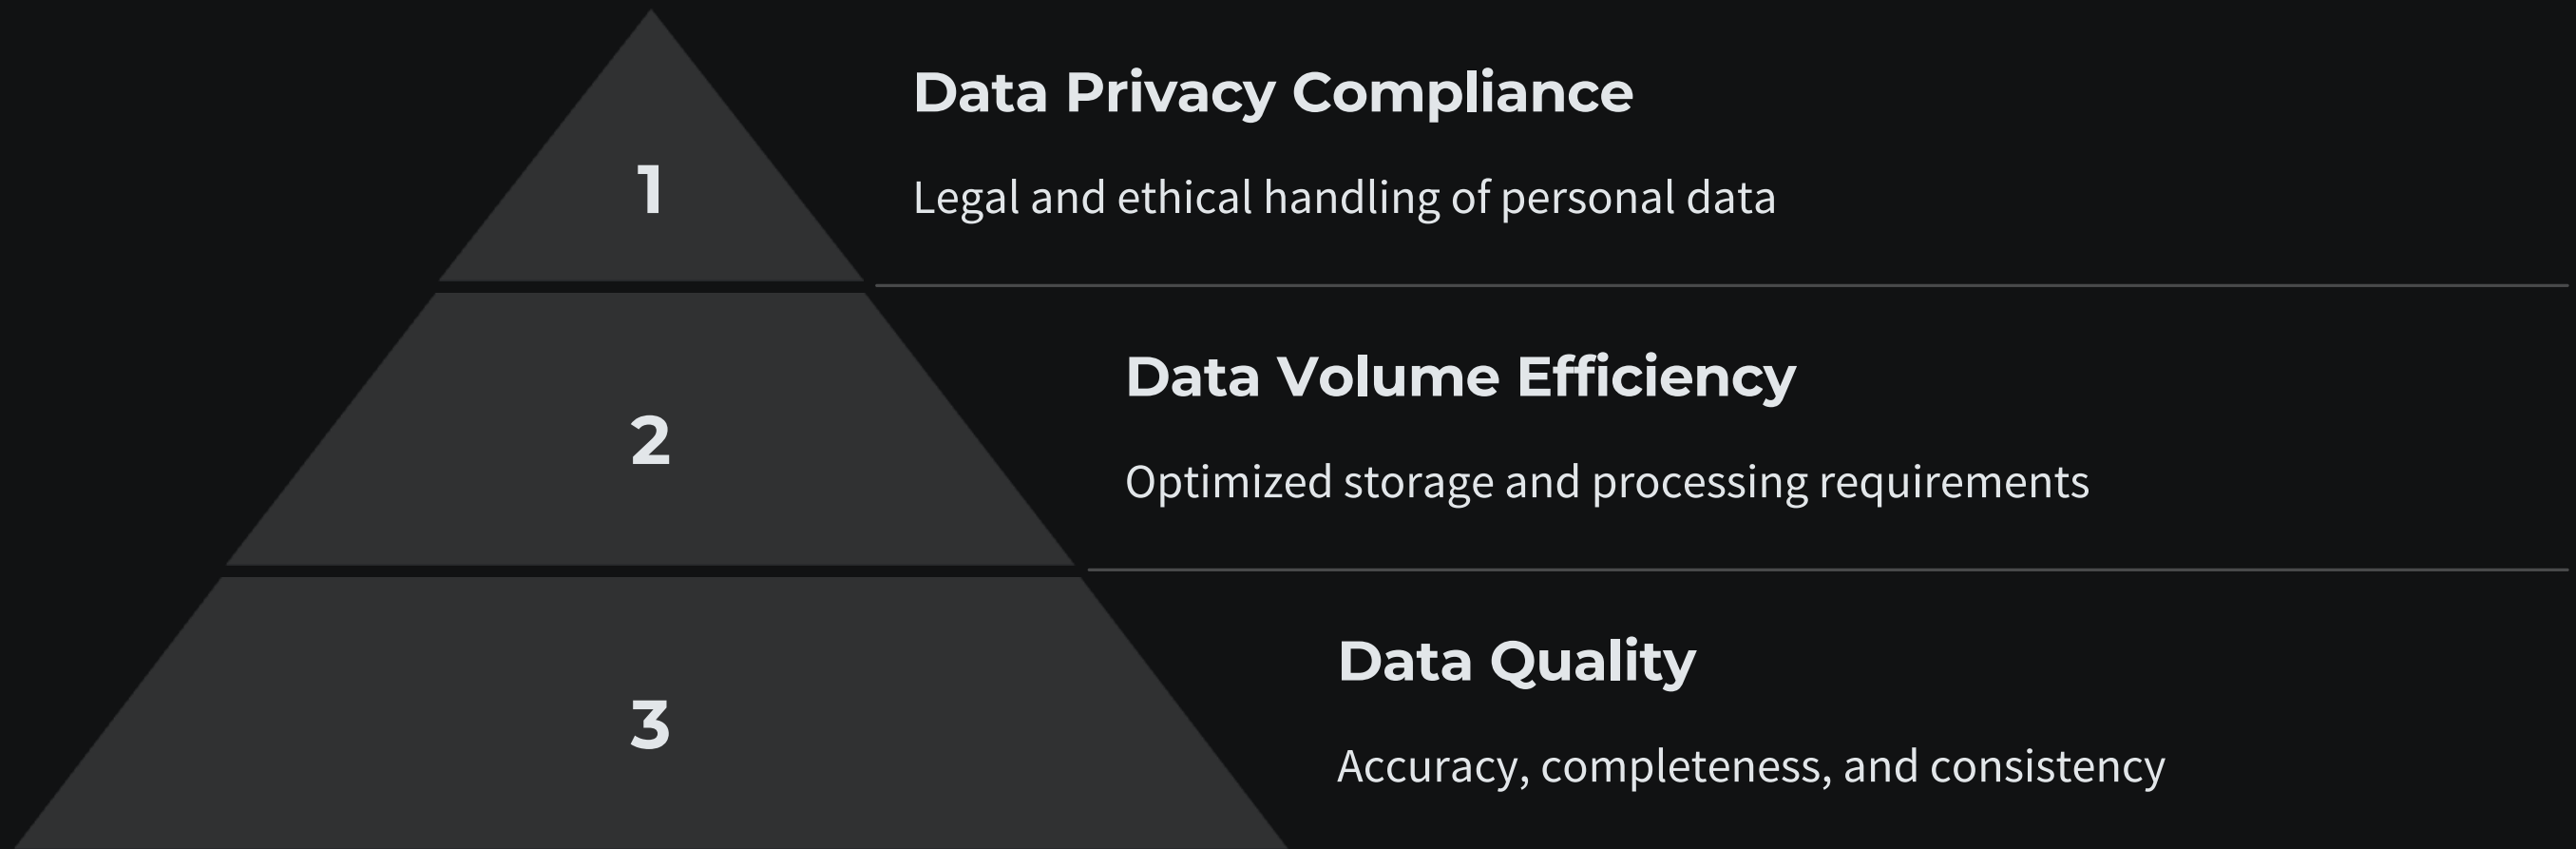 Data Privacy Compliance
1
Legal and ethical handling of personal data
Data Volume Efficiency
2
Optimized storage and processing requirements
Data Quality
3
Accuracy, completeness, and consistency